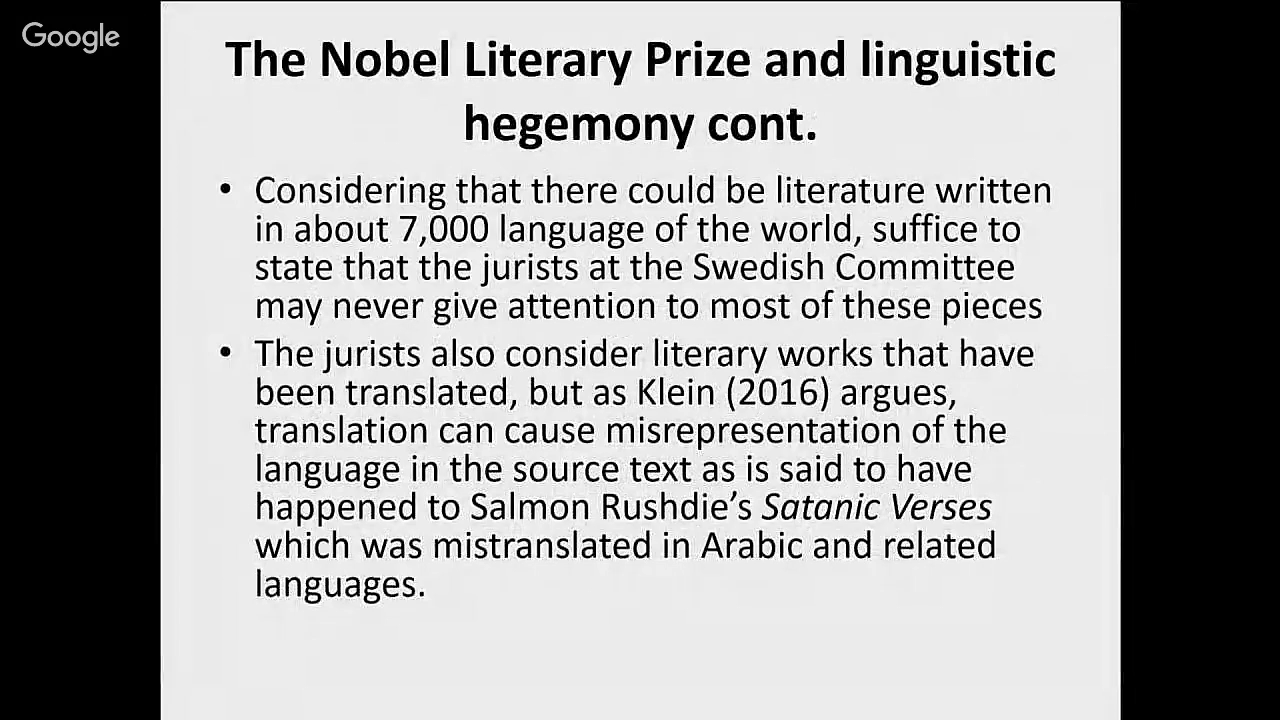 Google
The Nobel Literary Prize and linguistic
hegemony cont.
• Considering that there could be literature written
in about 7,000 language of the world, suffice to
state that the jurists at the Swedish Committee
may never give attention to most of these pieces
• The jurists also consider literary works that have
been translated, but as Klein (2016) argues,
translation can cause misrepresentation of the
language in the source text as is said to have
happened to Salmon Rushdie’s Satanic Verses
which was mistranslated in Arabic and related
languages.